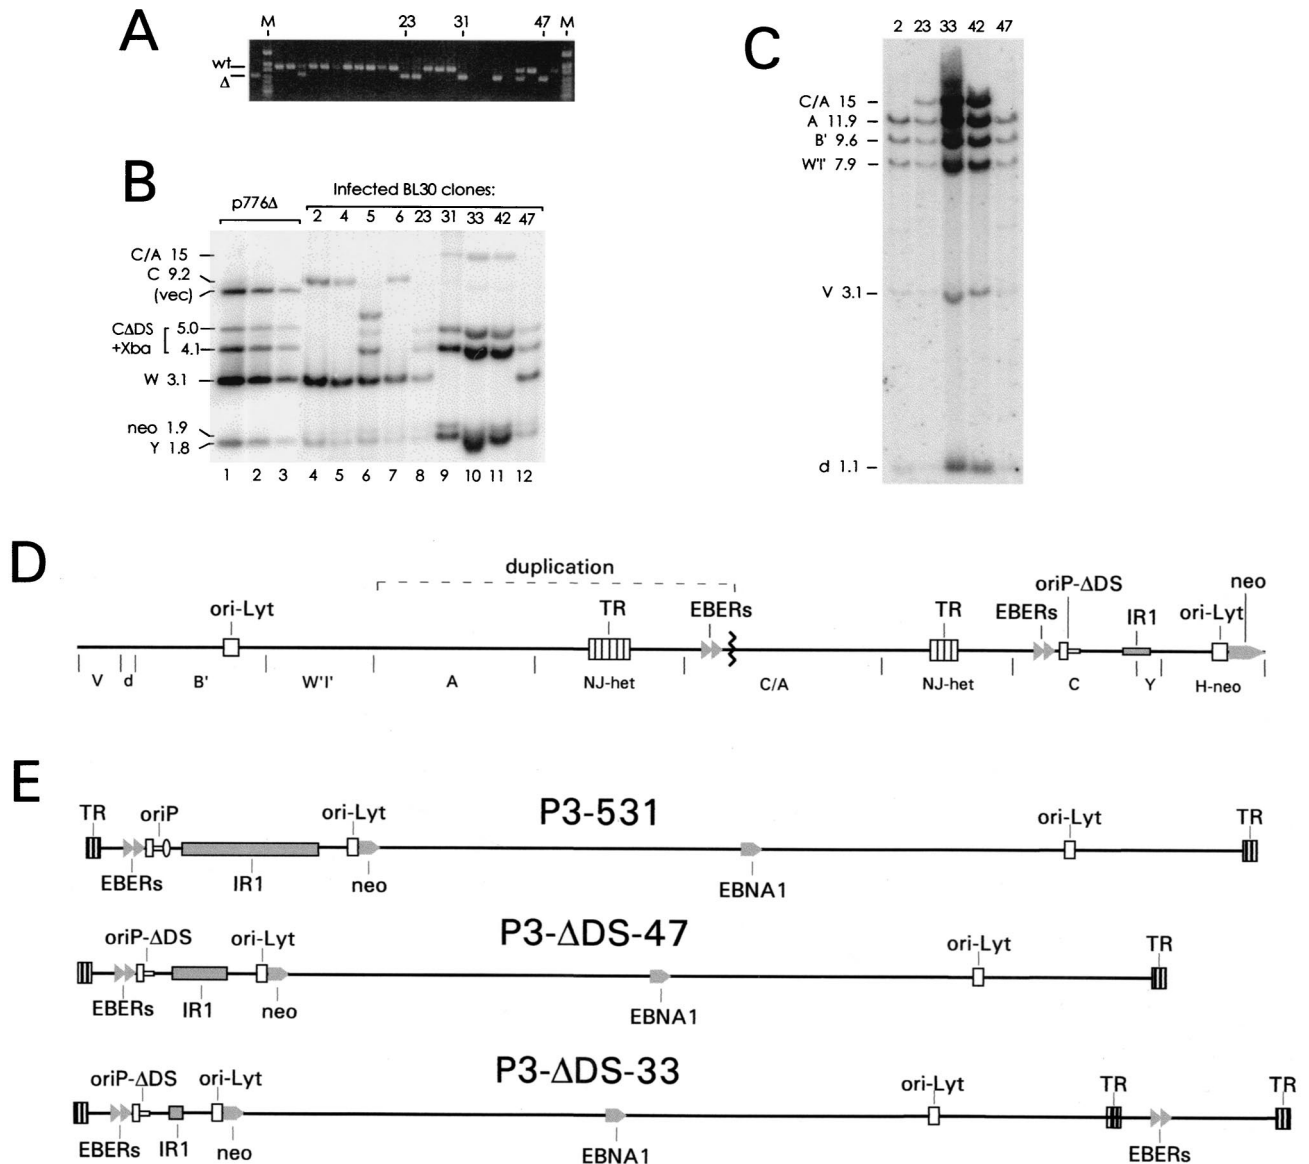 A
M 23 31 47 M
wt
Δ
B
p776Δ
Infected BL30 clones:
2 4 5 6 23 31 33 42 47
C/A 15
C 9.2
(vec)
CΔDS 5.0
+Xba 4.1
W 3.1
neo 1.9
Y 1.8
1 2 3 4 5 6 7 8 9 10 11 12
C
2 23 33 42 47
C/A 15
A 11.9
B' 9.6
W'I' 7.9
V 3.1
d 1.1
D
duplication
ori-Lyt TR EBERs TR EBERs oriP-ΔDS IR1 ori-Lyt neo
V d B' W'I' A NJ-het C/A NJ-het C Y H-neo
E
P3-531
TR oriP ori-Lyt ori-Lyt TR
EBERs IR1 neo EBNA1
P3-ΔDS-47
oriP-ΔDS ori-Lyt ori-Lyt TR
EBERs IR1 neo EBNA1
P3-ΔDS-33
oriP-ΔDS ori-Lyt ori-Lyt TR TR
EBERs IR1 neo EBNA1 EBERs